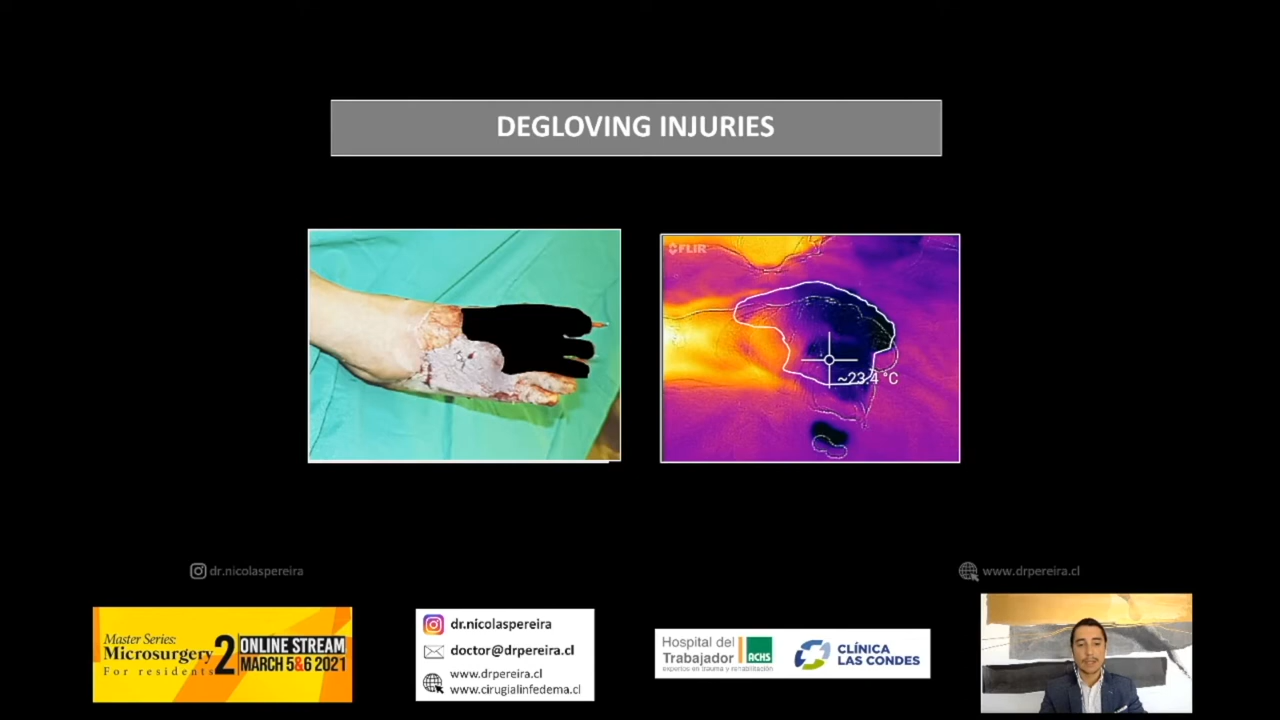 DEGLOVING INJURIES
FLIR
~23.4 °C
dr.nicolaspereira
www.drpereira.cl
Master Series:
Microsurgery 2
For residents
ONLINE STREAM
MARCH 5&6 2021
dr.nicolaspereira
doctor@drpereira.cl
www.drpereira.cl
www.cirugialinfedema.cl
Hospital del
Trabajador
ACHS
expertos en trauma y rehabilitación
CLÍNICA
LAS CONDES